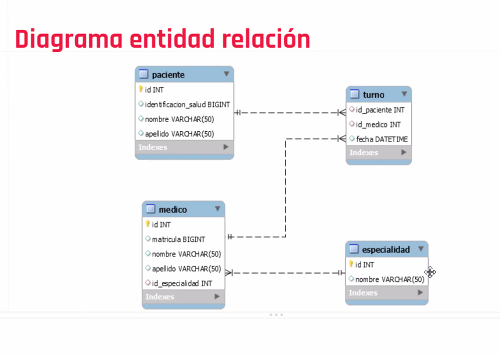 Diagrama entidad relación
paciente
id INT
identificacion_salud BIGINT
nombre VARCHAR(50)
apellido VARCHAR(50)
Indexes
turno
id_paciente INT
id_medico INT
fecha DATETIME
Indexes
medico
id INT
matricula BIGINT
nombre VARCHAR(50)
apellido VARCHAR(50)
id_especialidad INT
Indexes
especialidad
id INT
nombre VARCHAR(50)
Indexes